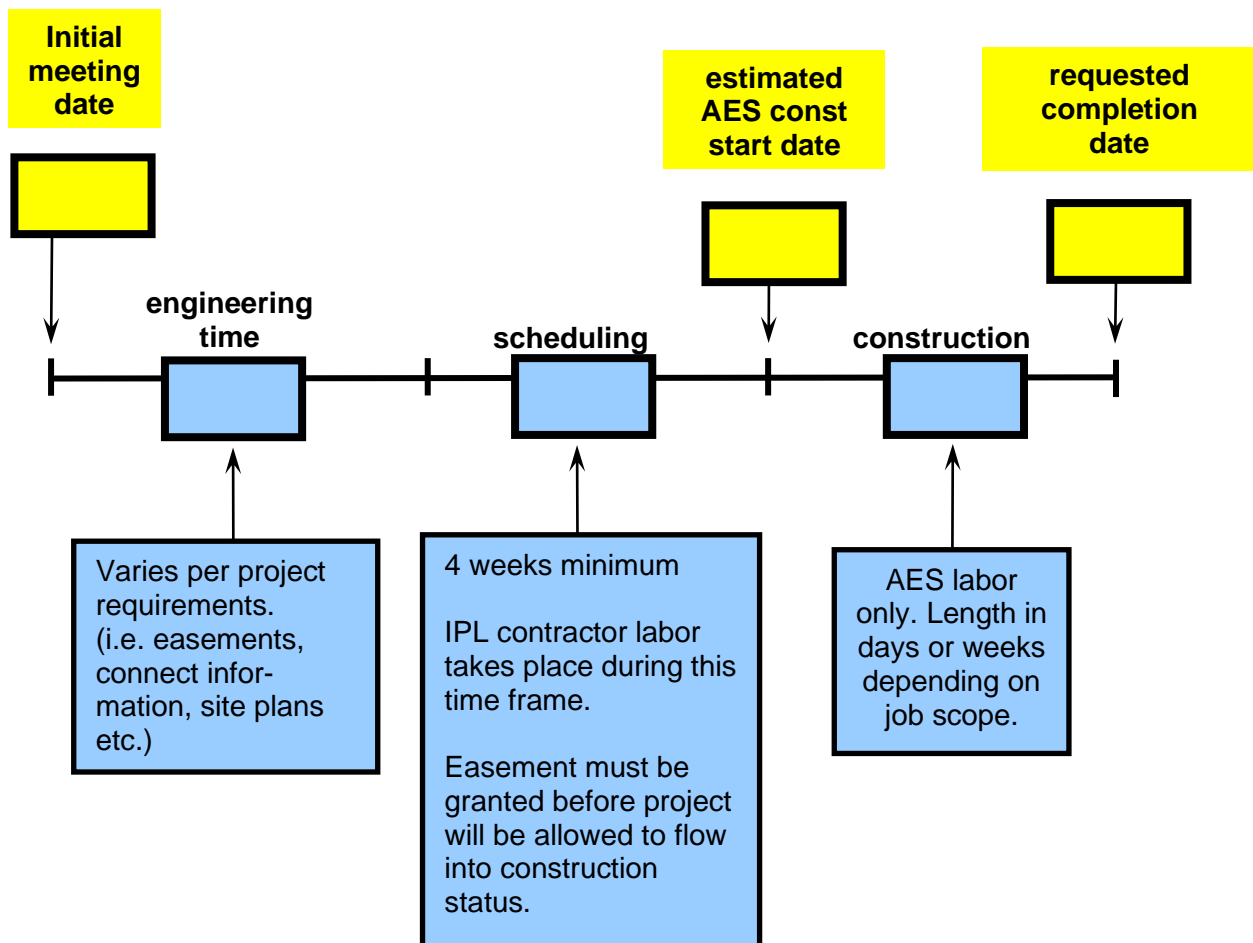 Initial
meeting
date
estimated
AES const
start date
requested
completion
date
engineering
time
scheduling
construction
Varies per project
requirements.
(i.e. easements,
connect infor-
mation, site plans
etc.)
4 weeks minimum
IPL contractor labor
takes place during this
time frame.
Easement must be
granted before project
will be allowed to flow
into construction
status.
AES labor
only. Length in
days or weeks
depending on
job scope.